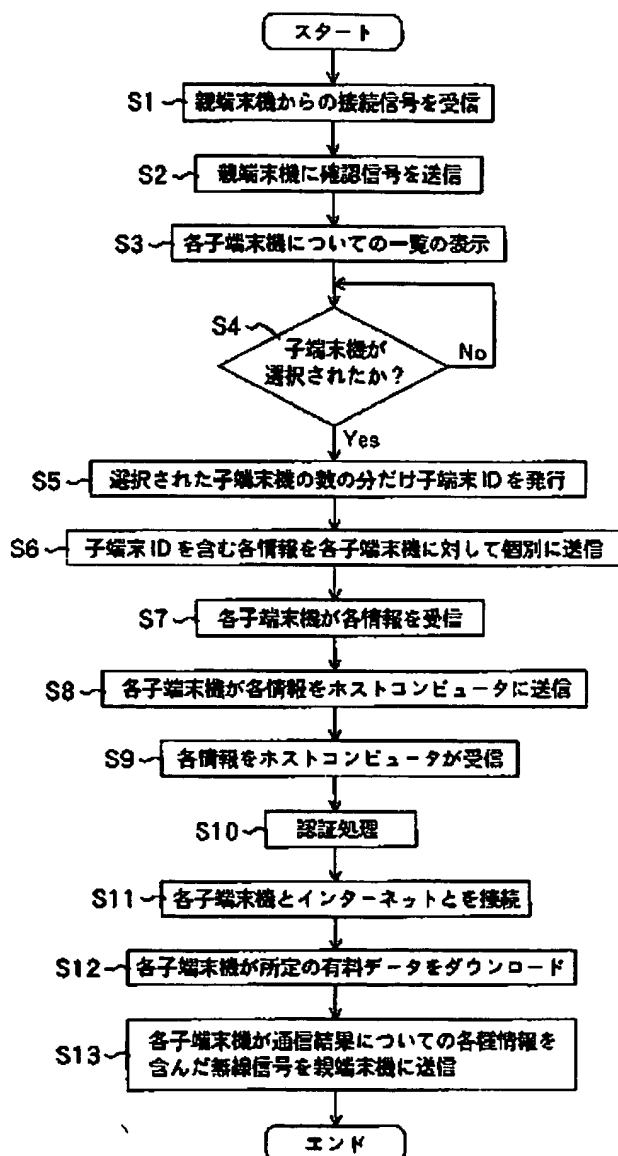 スタート
S1 親端末機からの接続信号を受信
S2 親端末機に確認信号を送信
S3 各子端末機についての一覧の表示
S4 子端末機が
選択されたか？
No
Yes
S5 選択された子端末機の数の分だけ子端末IDを発行
S6 子端末IDを含む各情報を各子端末機に対して個別に送信
S7 各子端末機が各情報を受信
S8 各子端末機が各情報をホストコンピュータに送信
S9 各情報をホストコンピュータが受信
S10 認証処理
S11 各子端末機とインターネットとを接続
S12 各子端末機が所定の有料データをダウンロード
S13 各子端末機が通信結果についての各種情報を
含んだ無線信号を親端末機に送信
エンド